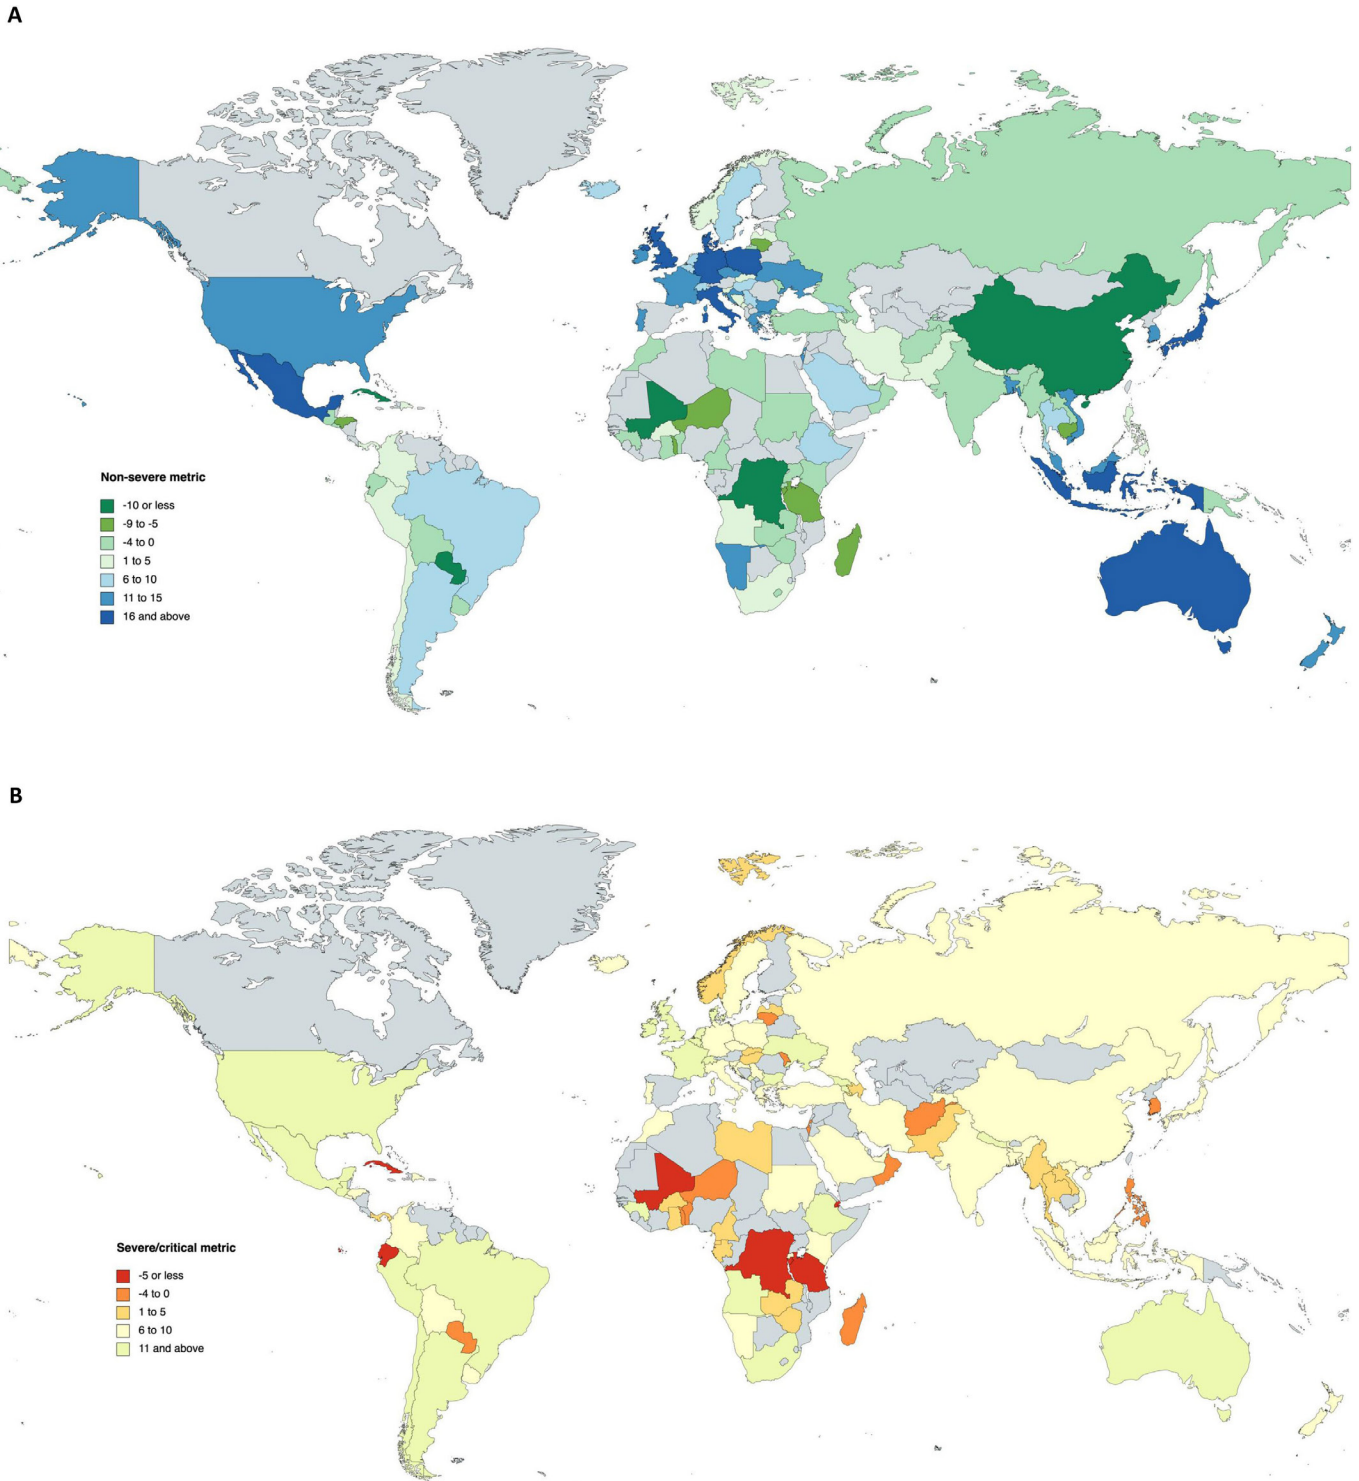 A
Non-severe metric
-10 or less
-9 to -5
-4 to 0
1 to 5
6 to 10
11 to 15
16 and above
B
Severe/critical metric
-5 or less
-4 to 0
1 to 5
6 to 10
11 and above